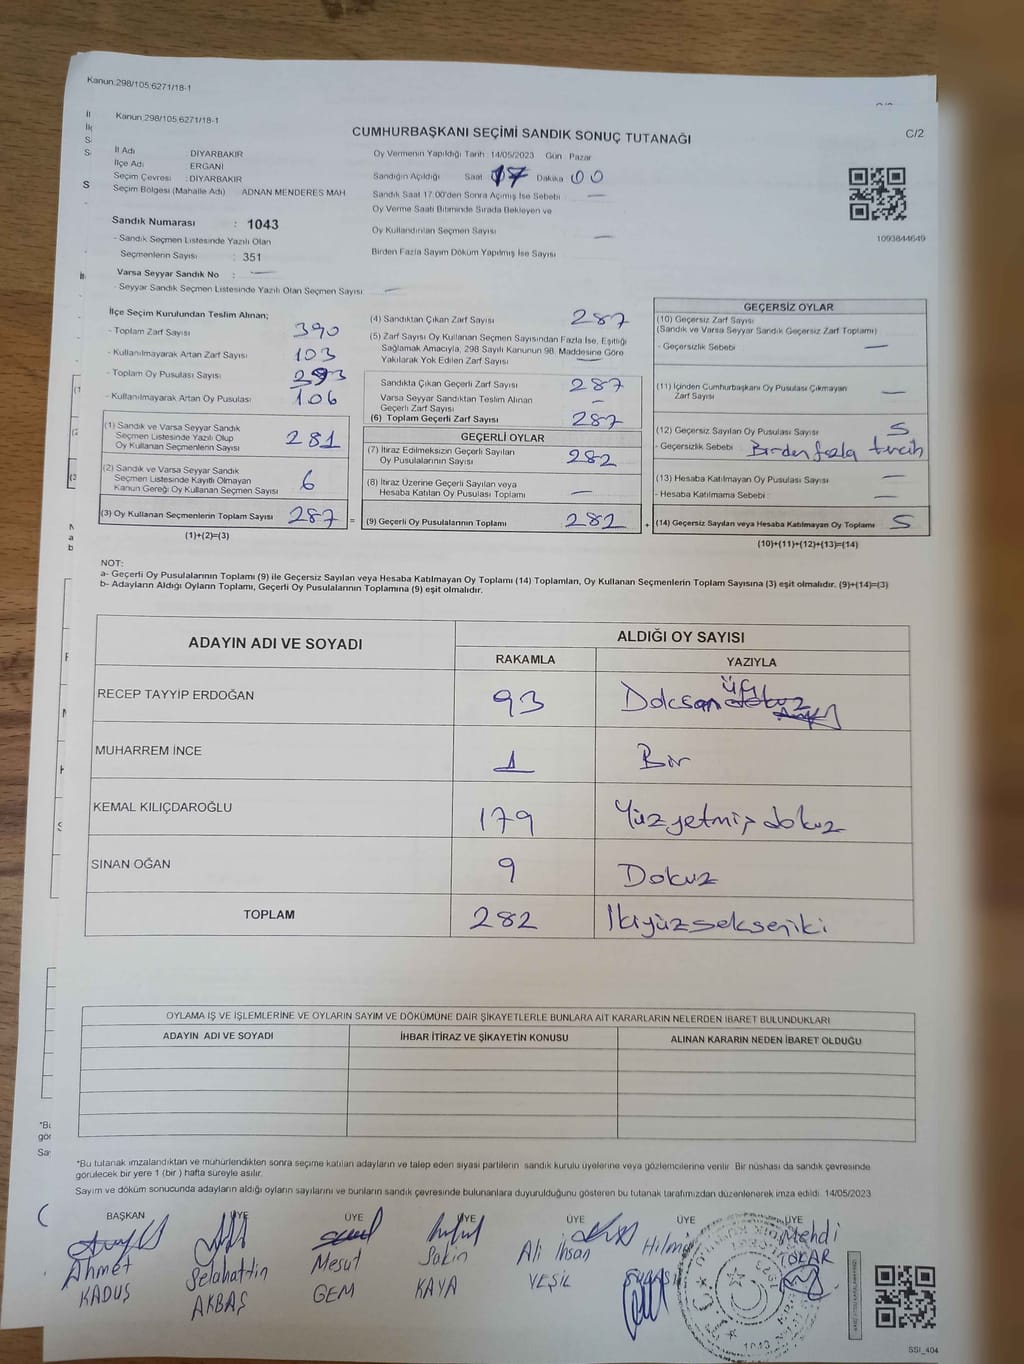 Kanun:298/105,6271/18-1
Kanun:298/105,6271/18-1
CUMHURBAŞKANI SEÇİMİ SANDIK SONUÇ TUTANAĞI
C/2
İl Adı DİYARBAKIR
İlçe Adı ERGANİ
Seçim Çevresi : DİYARBAKIR
Seçim Bölgesi (Mahalle Adı) ADNAN MENDERES MAH
Oy Vermenin Yapıldığı Tarih 14/05/2023 Gün Pazar
Sandığın Açıldığı Saat 17 Dakika 00
Sandık Saat 17:00'den Sonra Açılmış İse Sebebi —
Oy Verme Saati Bitiminde Sırada Bekleyen ve
Oy Kullandırılan Seçmen Sayısı —
Birden Fazla Sayım Döküm Yapılmış İse Sayısı
1093844649
Sandık Numarası : 1043
- Sandık Seçmen Listesinde Yazılı Olan
Seçmenlerin Sayısı : 351
Varsa Seyyar Sandık No : —
- Seyyar Sandık Seçmen Listesinde Yazılı Olan Seçmen Sayısı: —
İlçe Seçim Kurulundan Teslim Alınan;
- Toplam Zarf Sayısı 390
- Kullanılmayarak Artan Zarf Sayısı 103
- Toplam Oy Pusulası Sayısı 393
- Kullanılmayarak Artan Oy Pusulası 106
(1) Sandık ve Varsa Seyyar Sandık
Seçmen Listesinde Yazılı Olup
Oy Kullanan Seçmenlerin Sayısı 281
(2) Sandık ve Varsa Seyyar Sandık
Seçmen Listesinde Kayıtlı Olmayan
Kanun Gereği Oy Kullanan Seçmen Sayısı 6
(3) Oy Kullanan Seçmenlerin Toplam Sayısı 287 =
(1)+(2)=(3)
(4) Sandıktan Çıkan Zarf Sayısı 287
(5) Zarf Sayısı Oy Kullanan Seçmen Sayısından Fazla İse, Eşitliği
Sağlamak Amacıyla, 298 Sayılı Kanunun 98. Maddesine Göre
Yakılarak Yok Edilen Zarf Sayısı —
Sandıkta Çıkan Geçerli Zarf Sayısı 287
Varsa Seyyar Sandıktan Teslim Alınan
Geçerli Zarf Sayısı —
(6) Toplam Geçerli Zarf Sayısı 287
GEÇERLİ OYLAR
(7) İtiraz Edilmeksizin Geçerli Sayılan
Oy Pusulalarının Sayısı 282
(8) İtiraz Üzerine Geçerli Sayılan veya
Hesaba Katılan Oy Pusulası Toplamı —
(9) Geçerli Oy Pusulalarının Toplamı 282 +
GEÇERSİZ OYLAR
(10) Geçersiz Zarf Sayısı
(Sandık ve Varsa Seyyar Sandık Geçersiz Zarf Toplamı)
- Geçersizlik Sebebi —
(11) İçinden Cumhurbaşkanı Oy Pusulası Çıkmayan
Zarf Sayısı —
(12) Geçersiz Sayılan Oy Pusulası Sayısı 5
- Geçersizlik Sebebi Birden fazla tercih
(13) Hesaba Katılmayan Oy Pusulası Sayısı —
- Hesaba Katılmama Sebebi —
(14) Geçersiz Sayılan veya Hesaba Katılmayan Oy Toplamı 5
(10)+(11)+(12)+(13)=(14)
NOT:
a- Geçerli Oy Pusulalarının Toplamı (9) ile Geçersiz Sayılan veya Hesaba Katılmayan Oy Toplamı (14) Toplamları, Oy Kullanan Seçmenlerin Toplam Sayısına (3) eşit olmalıdır. (9)+(14)=(3)
b- Adayların Aldığı Oyların Toplamı, Geçerli Oy Pusulalarının Toplamına (9) eşit olmalıdır.
ADAYIN ADI VE SOYADI
ALDIĞI OY SAYISI
RAKAMLA YAZIYLA
RECEP TAYYİP ERDOĞAN 93 Doksan üç
MUHARREM İNCE 1 Bir
KEMAL KILIÇDAROĞLU 179 Yüzyetmiş dokuz
SİNAN OĞAN 9 Dokuz
TOPLAM 282 İkiyüzsekseniki
OYLAMA İŞ VE İŞLEMLERİNE VE OYLARIN SAYIM VE DÖKÜMÜNE DAİR ŞİKAYETLERLE BUNLARA AİT KARARLARIN NELERDEN İBARET BULUNDUKLARI
ADAYIN ADI VE SOYADI İHBAR İTİRAZ VE ŞİKAYETİN KONUSU ALINAN KARARIN NEDEN İBARET OLDUĞU
*Bu tutanak imzalandıktan ve mühürlendikten sonra seçime katılan adayların ve talep eden siyasi partilerin sandık kurulu üyelerine veya gözlemcilerine verilir. Bir nüshası da sandık çevresinde
görülecek bir yere 1 (bir) hafta süreyle asılır.
Sayım ve döküm sonucunda adayların aldığı oyların sayılarını ve bunların sandık çevresinde bulunanlara duyurulduğunu gösteren bu tutanak tarafımızdan düzenlenerek imza edildi. 14/05/2023
BAŞKAN ÜYE ÜYE ÜYE ÜYE ÜYE ÜYE
Ahmet KADUŞ
Selahattin AKBAŞ
Mesut GEM
Sakin KAYA
Ali İhsan YEŞİL
Hilmi
Mehdi
1043
SSİ_404